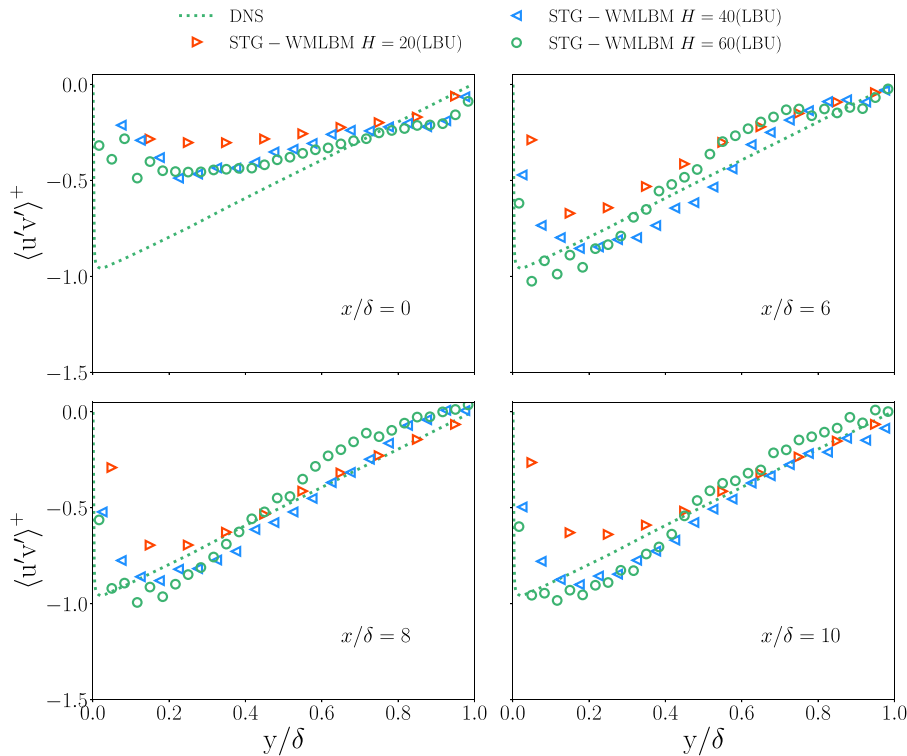 DNS
STG − WMLBM H = 20(LBU)
STG − WMLBM H = 40(LBU)
STG − WMLBM H = 60(LBU)
0.0
−0.5
−1.0
−1.5
⟨u′v′⟩⁺
x/δ = 0
x/δ = 6
0.0
−0.5
−1.0
−1.5
⟨u′v′⟩⁺
x/δ = 8
x/δ = 10
0.0 0.2 0.4 0.6 0.8 1.0
0.0 0.2 0.4 0.6 0.8 1.0
y/δ
y/δ